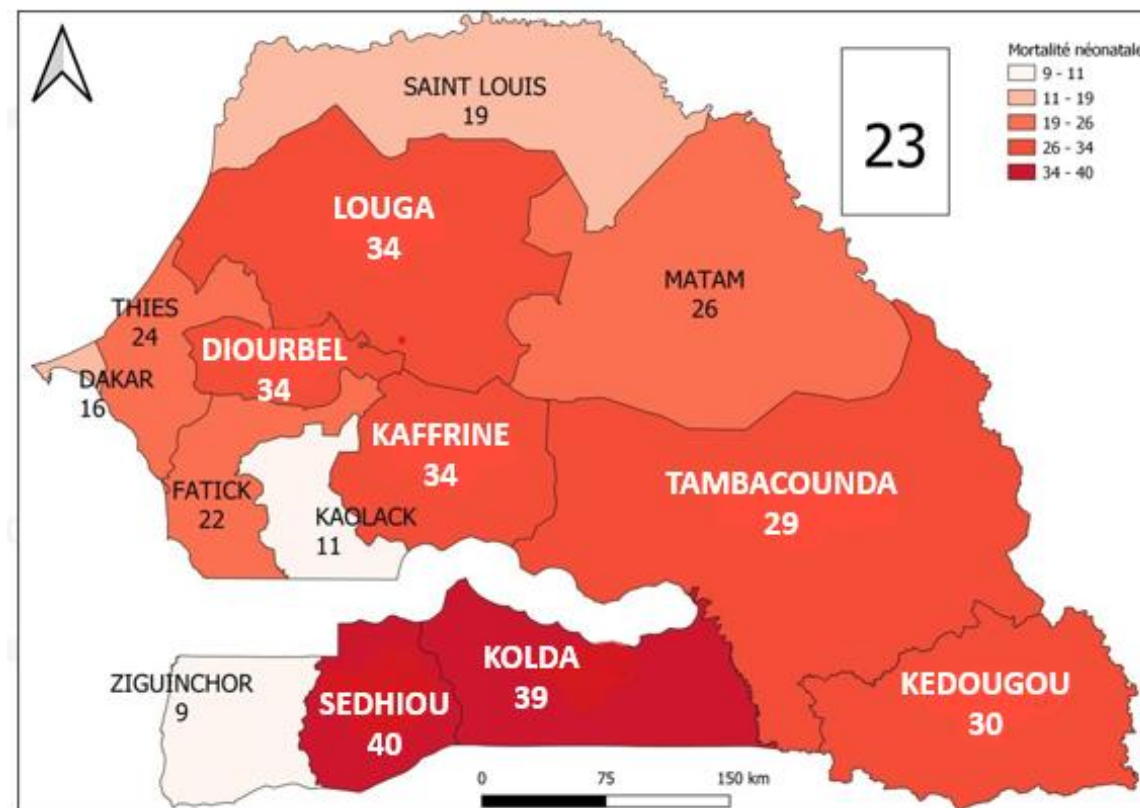 Mortalité néonatale
9 - 11
11 - 19
19 - 26
26 - 34
34 - 40
23
SAINT LOUIS
19
LOUGA
34
MATAM
26
THIES
24
DIOURBEL
34
DAKAR
16
KAFFRINE
34
TAMBACOUNDA
29
FATICK
22
KAOLACK
11
ZIGUINCHOR
9
SEDHIOU
40
KOLDA
39
KEDOUGOU
30
0 75 150 km